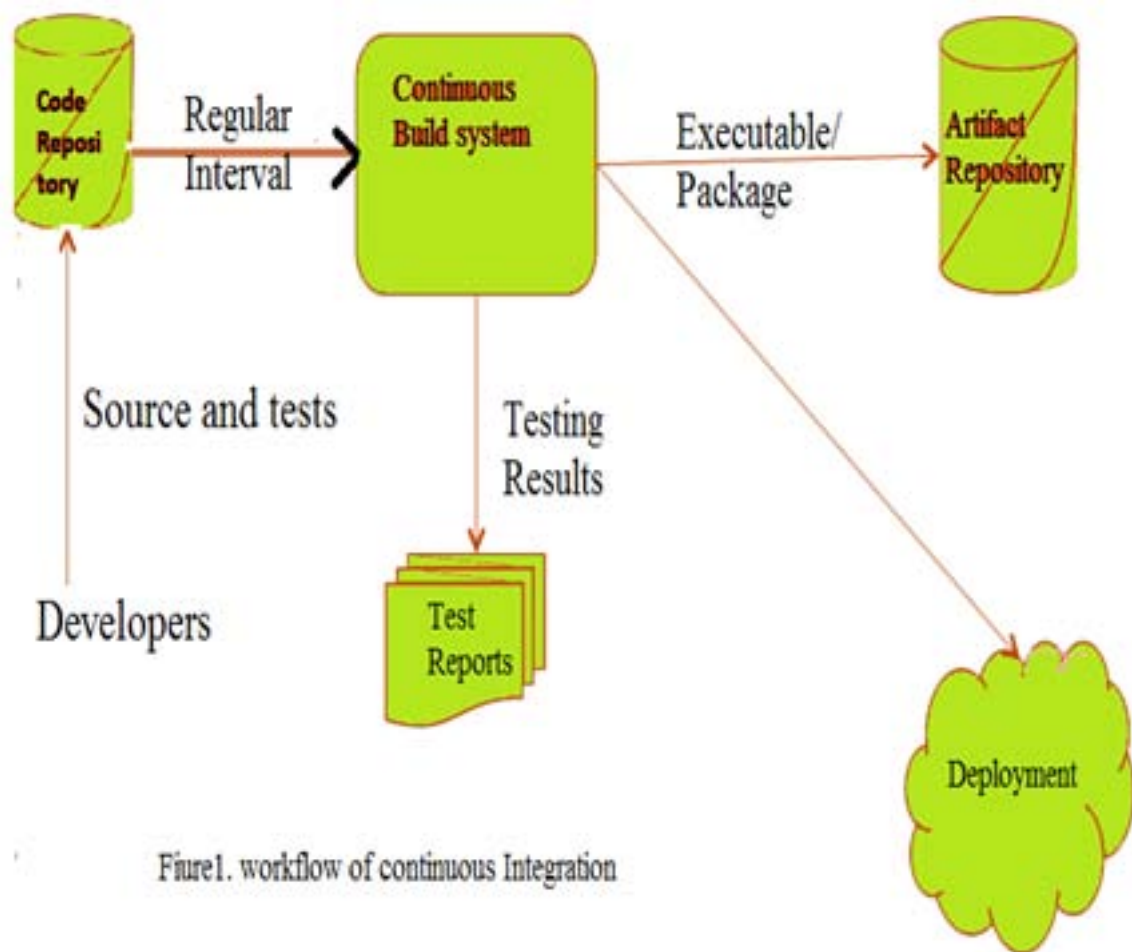 Code
Reposi
tory
Regular
Interval
Continuous
Build system
Executable/
Package
Artifact
Repository
Source and tests
Testing
Results
Developers
Test
Reports
Deployment
Fiure1. workflow of continuous Integration